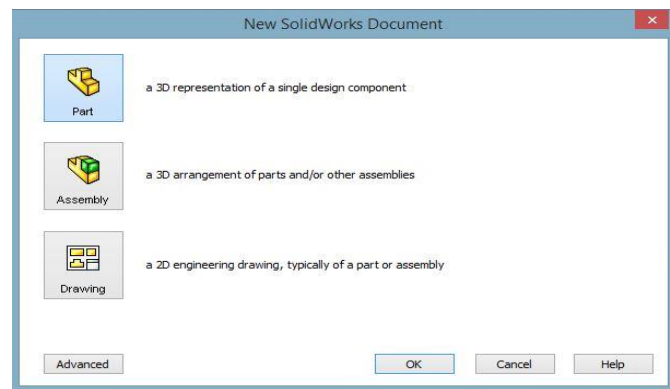 New SolidWorks Document
Part
a 3D representation of a single design component
Assembly
a 3D arrangement of parts and/or other assemblies
Drawing
a 2D engineering drawing, typically of a part or assembly
Advanced
OK
Cancel
Help